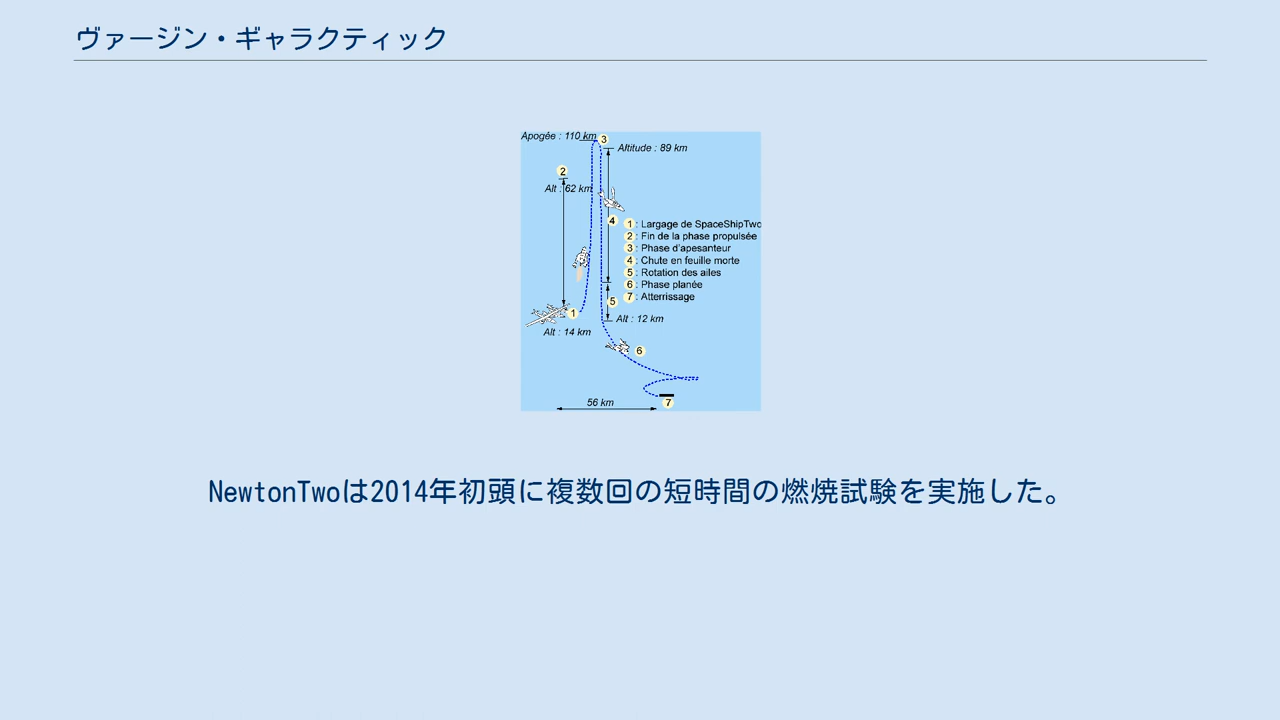 ヴァージン・ギャラクティック
Apogée : 110 km
3
Altitude : 89 km
2
Alt : 62 km
4
1 : Largage de SpaceShipTwo
2 : Fin de la phase propulsée
3 : Phase d'apesanteur
4 : Chute en feuille morte
5 : Rotation des ailes
6 : Phase planée
7 : Atterrissage
5
1
Alt : 12 km
Alt : 14 km
6
56 km
7
NewtonTwoは2014年初頭に複数回の短時間の燃焼試験を実施した。